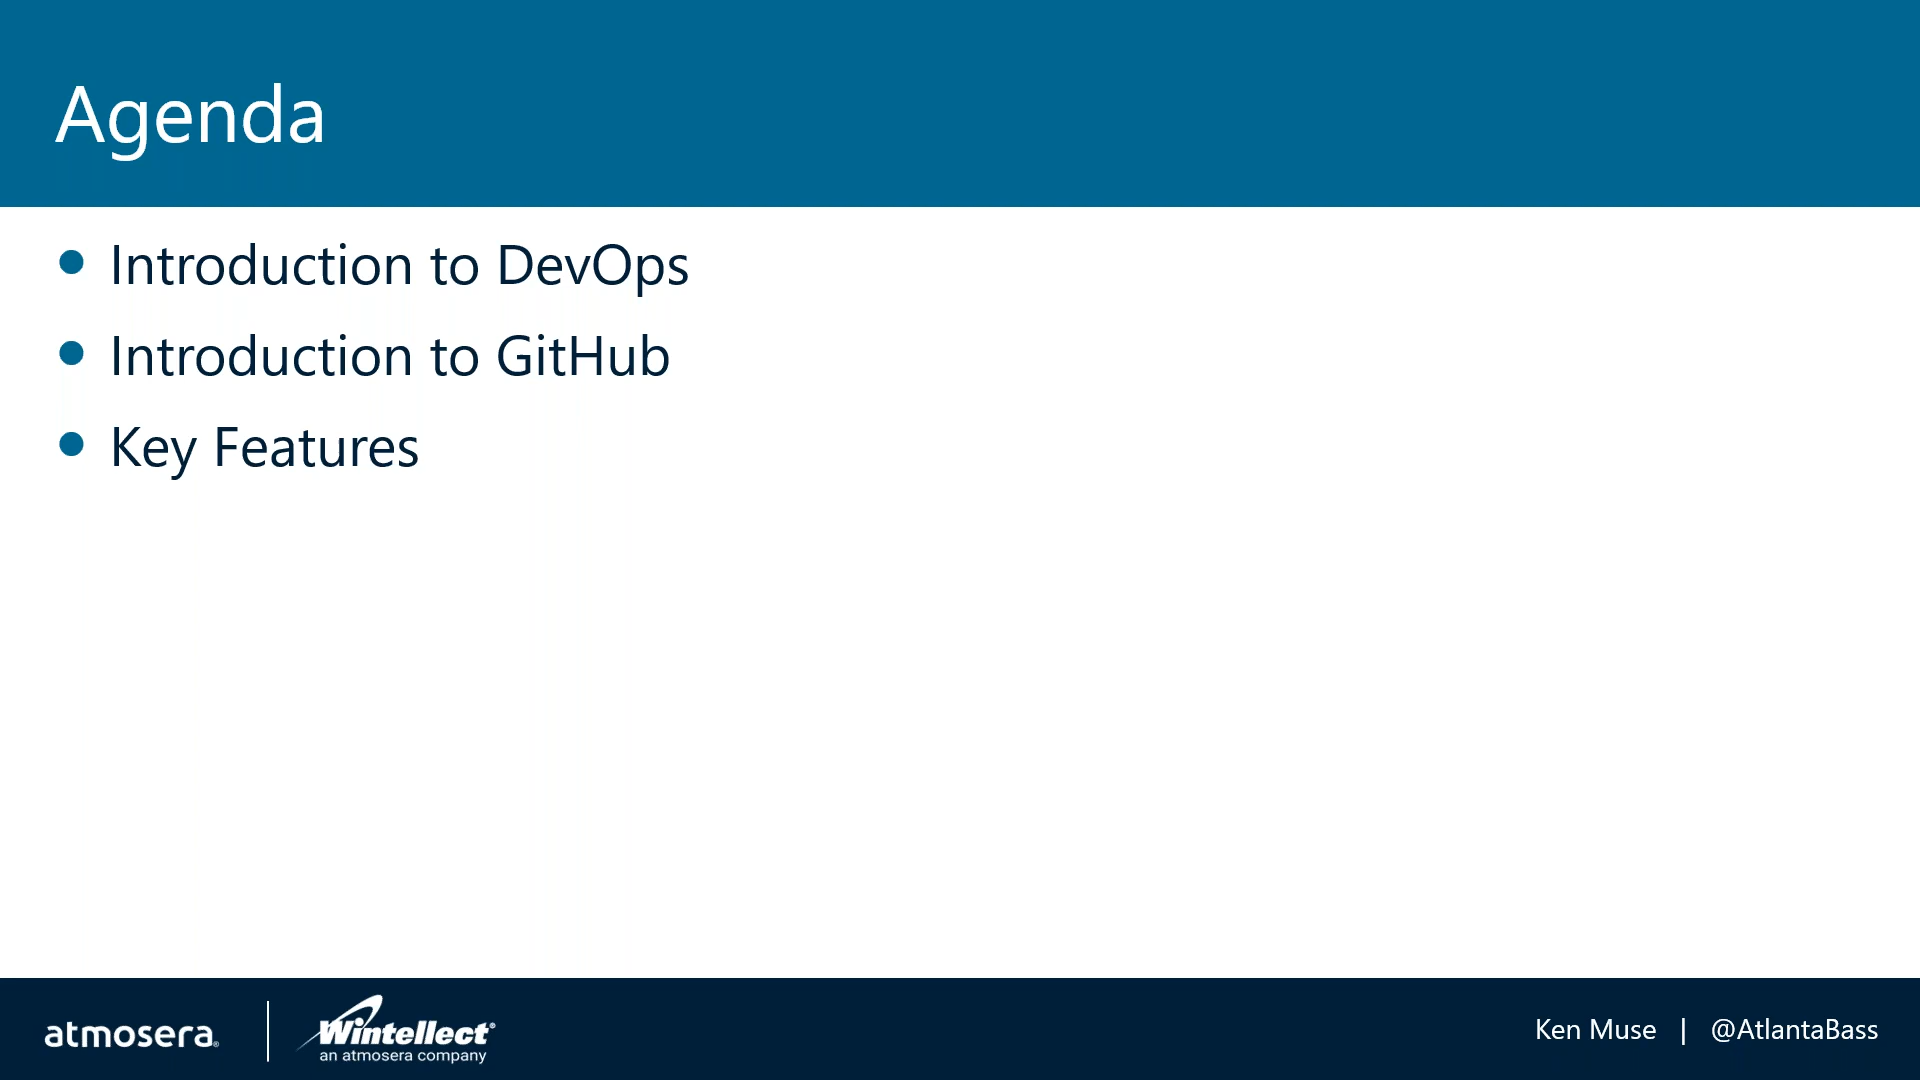 Agenda
Introduction to DevOps
Introduction to GitHub
Key Features
atmosera®
Wintellect®
an atmosera company
Ken Muse | @AtlantaBass